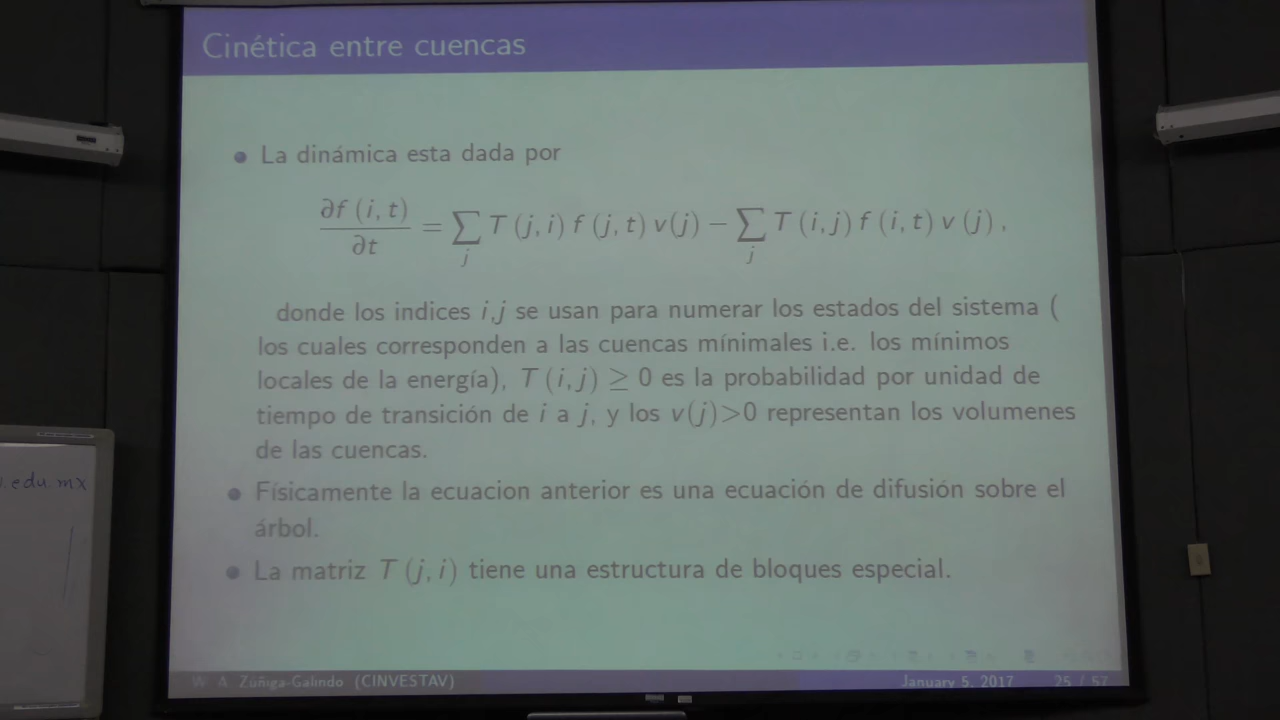 Cinética entre cuencas
La dinámica esta dada por
∂f (i, t) / ∂t = ∑_j T (j, i) f (j, t) v(j) − ∑_j T (i, j) f (i, t) v (j) ,
donde los indices i,j se usan para numerar los estados del sistema (
los cuales corresponden a las cuencas mínimales i.e. los mínimos
locales de la energía), T (i, j) ≥ 0 es la probabilidad por unidad de
tiempo de transición de i a j, y los v(j)>0 representan los volumenes
de las cuencas.
Físicamente la ecuacion anterior es una ecuación de difusión sobre el
árbol.
La matriz T (j, i) tiene una estructura de bloques especial.
W. A. Zúñiga-Galindo (CINVESTAV) January 5, 2017 25 / 57
.edu.mx